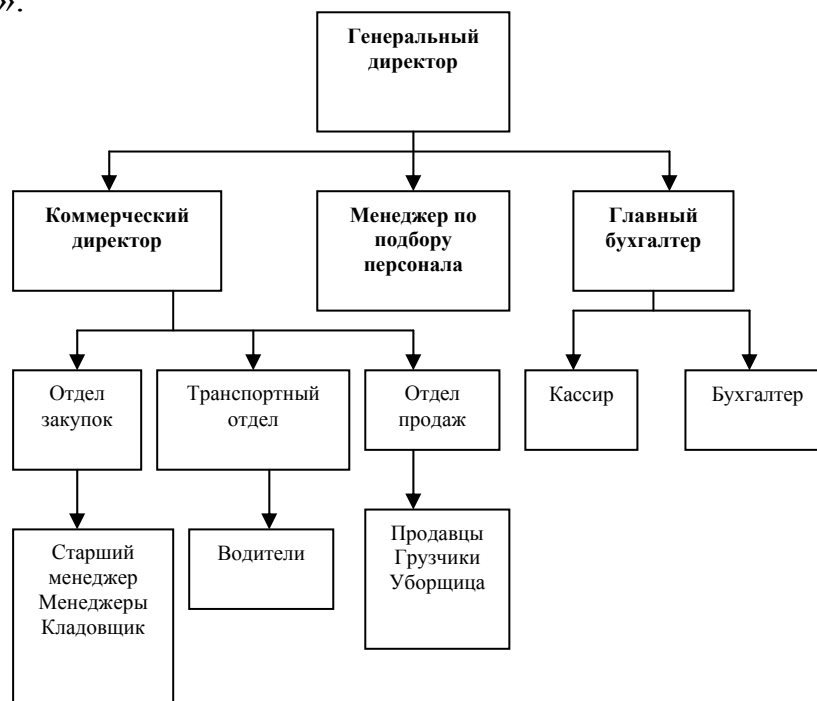 ».
Генеральный
директор
Коммерческий
директор
Менеджер по
подбору
персонала
Главный
бухгалтер
Отдел
закупок
Транспортный
отдел
Отдел
продаж
Кассир
Бухгалтер
Старший
менеджер
Менеджеры
Кладовщик
Водители
Продавцы
Грузчики
Уборщица